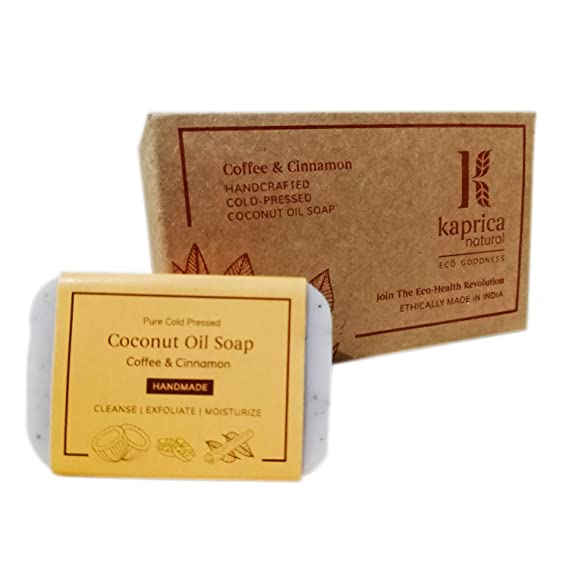 Coffee & Cinnamon
HANDCRAFTED
COLD-PRESSED
COCONUT OIL SOAP
kaprica
natural
ECO-GOODNESS
Join The Eco-Health Revolution
ETHICALLY MADE IN INDIA
Pure Cold Pressed
Coconut Oil Soap
Coffee & Cinnamon
HANDMADE
CLEANSE | EXFOLIATE | MOISTURIZE